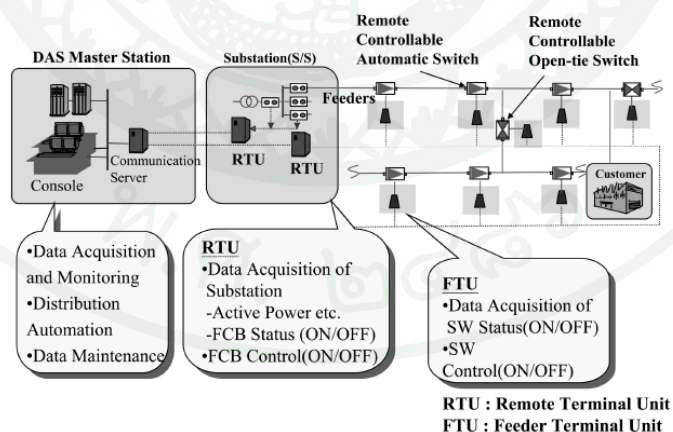 Remote
Controllable
Automatic Switch
Remote
Controllable
Open-tie Switch
DAS Master Station
Substation(S/S)
Feeders
RTU
RTU
Communication
Server
Console
Customer
•Data Acquisition
and Monitoring
•Distribution
Automation
•Data Maintenance
RTU
•Data Acquisition of
Substation
-Active Power etc.
-FCB Status (ON/OFF)
•FCB Control(ON/OFF)
FTU
•Data Acquisition of
SW Status(ON/OFF)
•SW
Control(ON/OFF)
RTU : Remote Terminal Unit
FTU : Feeder Terminal Unit